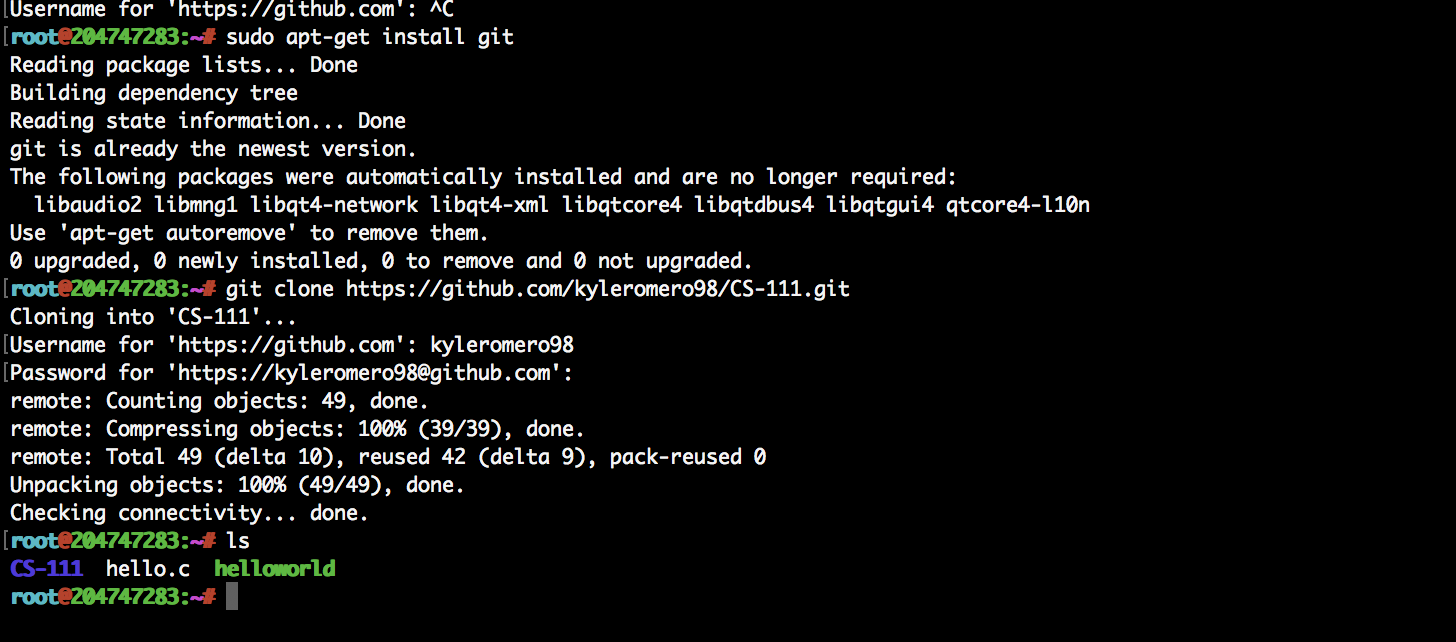 [Username for 'https://github.com': ^C
[root@204747283:~# sudo apt-get install git
Reading package lists... Done
Building dependency tree
Reading state information... Done
git is already the newest version.
The following packages were automatically installed and are no longer required:
  libaudio2 libmng1 libqt4-network libqt4-xml libqtcore4 libqtdbus4 libqtgui4 qtcore4-l10n
Use 'apt-get autoremove' to remove them.
0 upgraded, 0 newly installed, 0 to remove and 0 not upgraded.
[root@204747283:~# git clone https://github.com/kyleromero98/CS-111.git
Cloning into 'CS-111'...
[Username for 'https://github.com': kyleromero98
[Password for 'https://kyleromero98@github.com':
remote: Counting objects: 49, done.
remote: Compressing objects: 100% (39/39), done.
remote: Total 49 (delta 10), reused 42 (delta 9), pack-reused 0
Unpacking objects: 100% (49/49), done.
Checking connectivity... done.
[root@204747283:~# ls
CS-111  hello.c  helloworld
root@204747283:~#